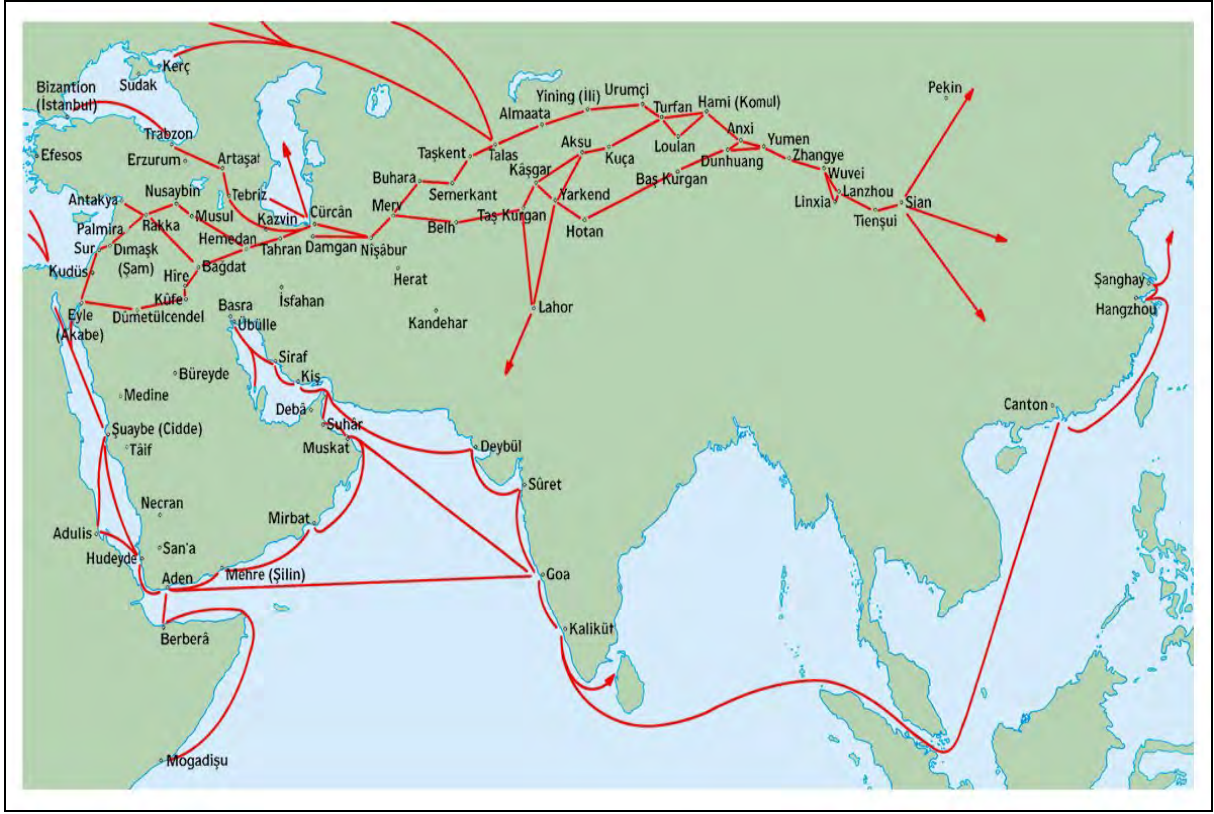 Kerç
Sudak
Bizantion
(İstanbul)
Trabzon
Efesos
Erzurum
Artaşat
Tebriz
Nusaybin
Antakya
Musul
Rakka
Palmira
Kazvin
Cürcân
Hemedan
Tahran
Damgan
Nîşâbur
Sur
Dımaşk
(Şam)
Bağdat
Kudüs
Hîre
Kûfe
Eyle
(Akabe)
Dûmetülcendel
İsfahan
Herat
Kandehar
Merv
Buhara
Semerkant
Taşkent
Talas
Belh
Almaata
Yining (İli)
Urumçi
Turfan
Hami (Komul)
Aksu
Kuça
Loulan
Anxi
Yumen
Dunhuang
Zhangye
Wuvei
Lanzhou
Linxia
Tienşui
Sian
Pekin
Kâşgar
Yarkend
Taş Kurgan
Hotan
Baş Kurgan
Lahor
Şanghay
Hangzhou
Canton
Basra
Übülle
Siraf
Kiş
Büreyde
Medine
Debâ
Suhâr
Muskat
Deybül
Sûret
Şuaybe (Cidde)
Tâif
Necran
Mirbat
Adulis
Hudeyde
San'a
Aden
Mehre (Şilin)
Goa
Berberâ
Kaliküt
Mogadişu